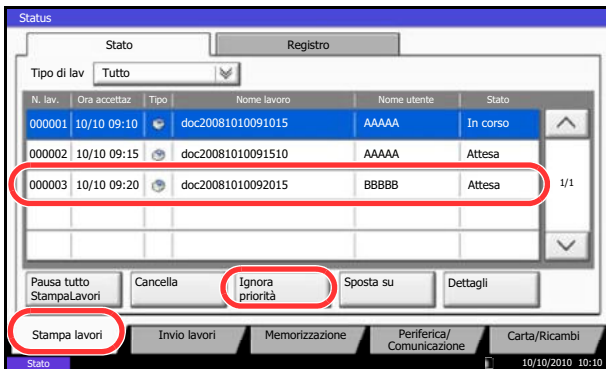 Status
Stato Registro
Tipo di lav Tutto
N. lav. Ora accettaz Tipo Nome lavoro Nome utente Stato
000001 10/10 09:10 doc20081010091015 AAAAA In corso
000002 10/10 09:15 doc20081010091510 AAAAA Attesa
000003 10/10 09:20 doc20081010092015 BBBBB Attesa
1/1
Pausa tutto
StampaLavori
Cancella
Ignora
priorità
Sposta su
Dettagli
Stampa lavori
Invio lavori
Memorizzazione
Periferica/
Comunicazione
Carta/Ricambi
Stato 10/10/2010 10:10